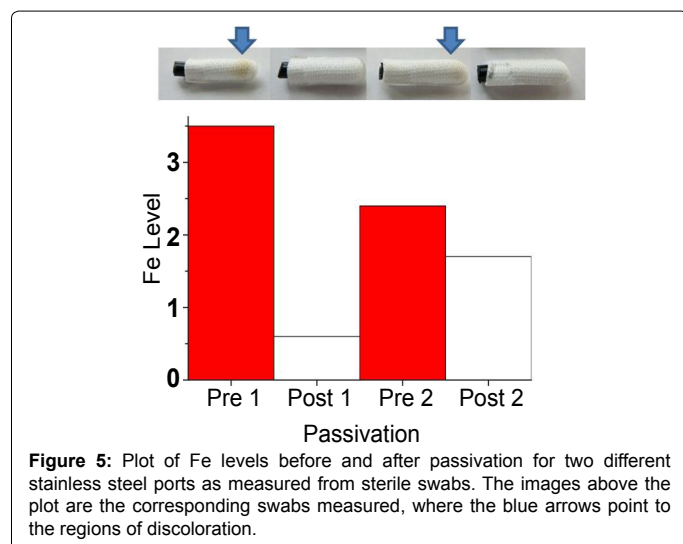 3
2
1
0
Fe Level
Pre 1 Post 1 Pre 2 Post 2
Passivation
Figure 5: Plot of Fe levels before and after passivation for two different
stainless steel ports as measured from sterile swabs. The images above the
plot are the corresponding swabs measured, where the blue arrows point to
the regions of discoloration.